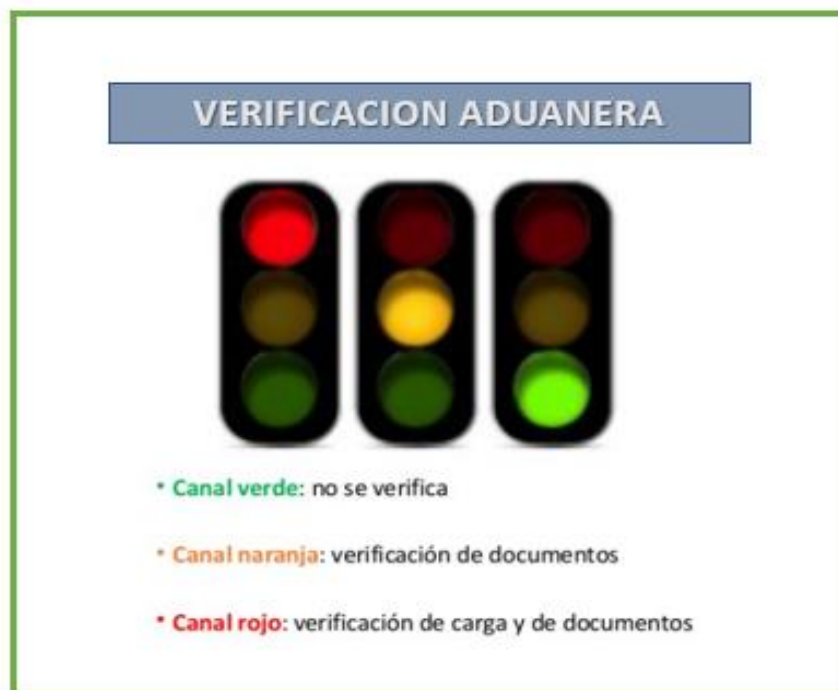 VERIFICACION ADUANERA
• Canal verde: no se verifica
• Canal naranja: verificación de documentos
• Canal rojo: verificación de carga y de documentos